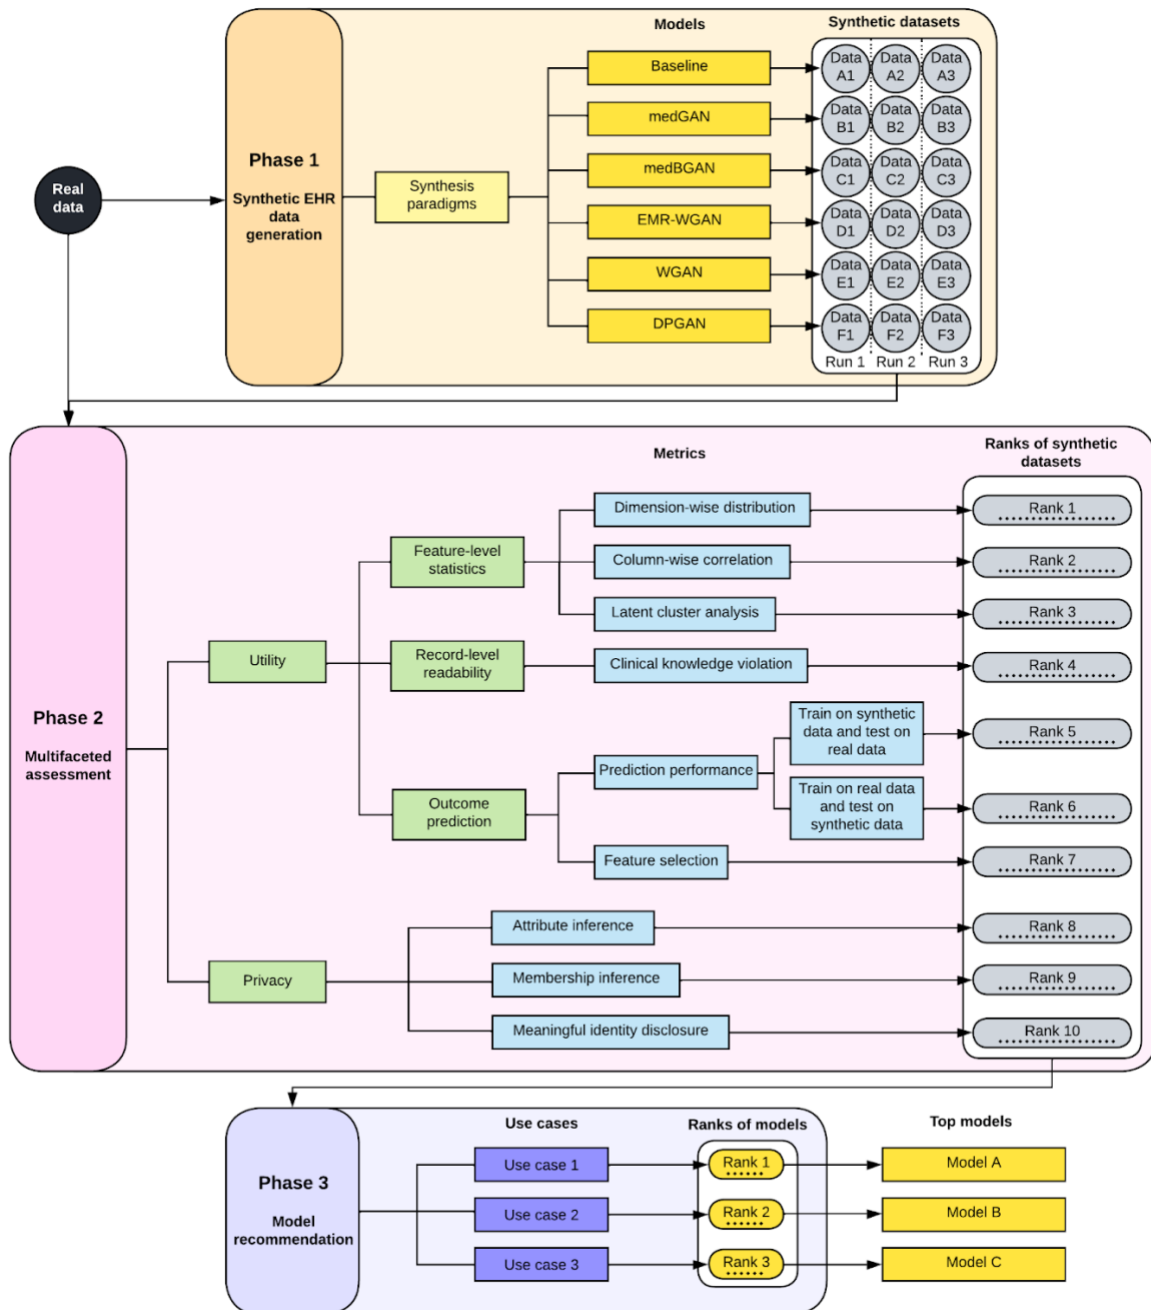 Models
Synthetic datasets
Real
data
Phase 1
Synthetic EHR
data
generation
Synthesis
paradigms
Baseline
medGAN
medBGAN
EMR-WGAN
WGAN
DPGAN
Data
A1
Data
A2
Data
A3
Data
B1
Data
B2
Data
B3
Data
C1
Data
C2
Data
C3
Data
D1
Data
D2
Data
D3
Data
E1
Data
E2
Data
E3
Data
F1
Data
F2
Data
F3
Run 1
Run 2
Run 3
Metrics
Ranks of synthetic
datasets
Phase 2
Multifaceted
assessment
Utility
Privacy
Feature-level
statistics
Record-level
readability
Outcome
prediction
Dimension-wise distribution
Column-wise correlation
Latent cluster analysis
Clinical knowledge violation
Prediction performance
Train on synthetic
data and test on
real data
Train on real data
and test on
synthetic data
Feature selection
Attribute inference
Membership inference
Meaningful identity disclosure
Rank 1
Rank 2
Rank 3
Rank 4
Rank 5
Rank 6
Rank 7
Rank 8
Rank 9
Rank 10
Phase 3
Model
recommendation
Use cases
Ranks of models
Top models
Use case 1
Rank 1
Model A
Use case 2
Rank 2
Model B
Use case 3
Rank 3
Model C